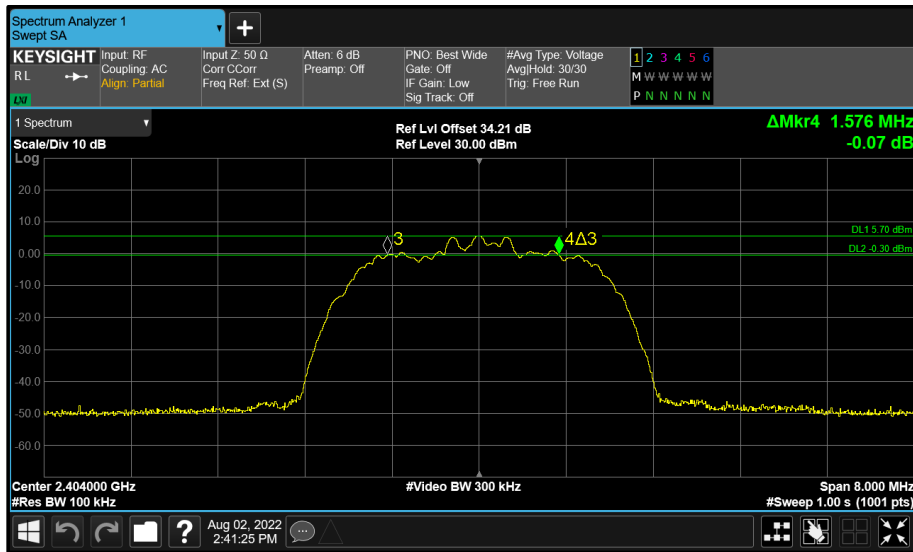 Spectrum Analyzer 1
Swept SA
KEYSIGHT
RL
LXI
Input: RF
Coupling: AC
Align: Partial
Input Z: 50 Ω
Corr CCorr
Freq Ref: Ext (S)
Atten: 6 dB
Preamp: Off
PNO: Best Wide
Gate: Off
IF Gain: Low
Sig Track: Off
#Avg Type: Voltage
Avg|Hold: 30/30
Trig: Free Run
1 2 3 4 5 6
M W W W W W
P N N N N N
1 Spectrum
Scale/Div 10 dB
Ref Lvl Offset 34.21 dB
Ref Level 30.00 dBm
ΔMkr4 1.576 MHz
-0.07 dB
Log
20.0
10.0
0.00
-10.0
-20.0
-30.0
-40.0
-50.0
-60.0
3
4Δ3
DL1 5.70 dBm
DL2 -0.30 dBm
Center 2.404000 GHz
#Video BW 300 kHz
Span 8.000 MHz
#Res BW 100 kHz
#Sweep 1.00 s (1001 pts)
?
Aug 02, 2022
2:41:25 PM